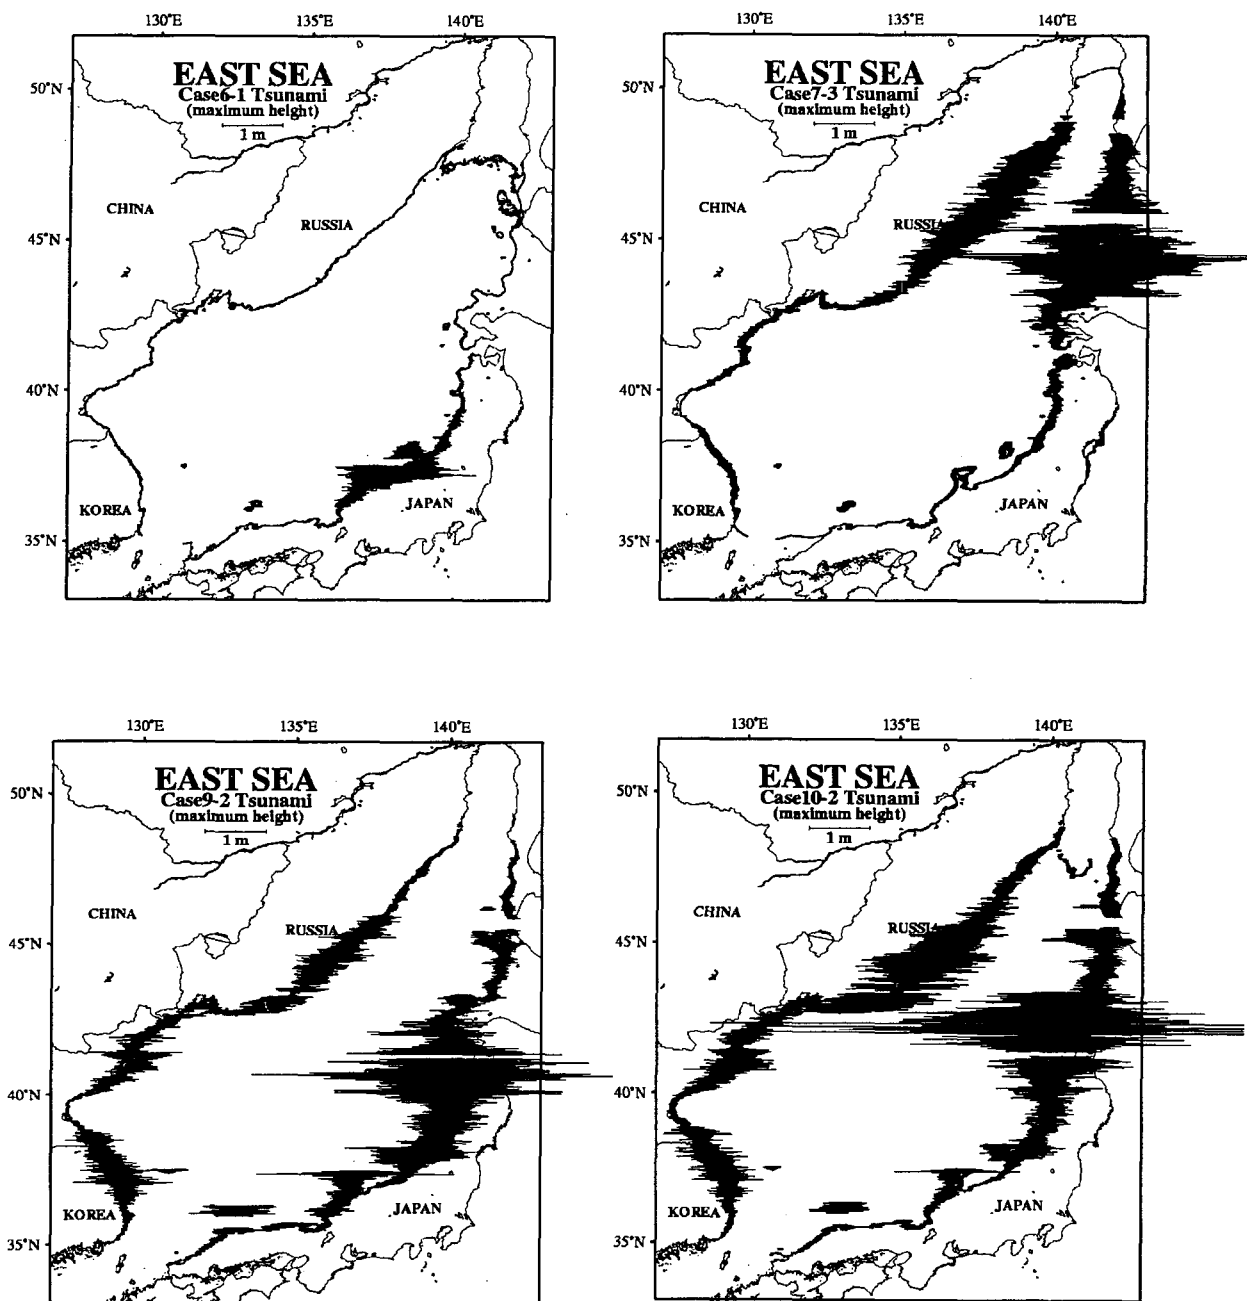 130°E 135°E 140°E
EAST SEA
Case6-1 Tsunami
(maximum height)
1 m
50°N
CHINA
RUSSIA
45°N
40°N
KOREA
JAPAN
35°N
130°E 135°E 140°E
EAST SEA
Case7-3 Tsunami
(maximum height)
1 m
50°N
CHINA
RUSSIA
45°N
40°N
KOREA
JAPAN
35°N
130°E 135°E 140°E
EAST SEA
Case9-2 Tsunami
(maximum height)
1 m
50°N
CHINA
RUSSIA
45°N
40°N
KOREA
JAPAN
35°N
130°E 135°E 140°E
EAST SEA
Case10-2 Tsunami
(maximum height)
1 m
50°N
CHINA
RUSSIA
45°N
40°N
KOREA
JAPAN
35°N